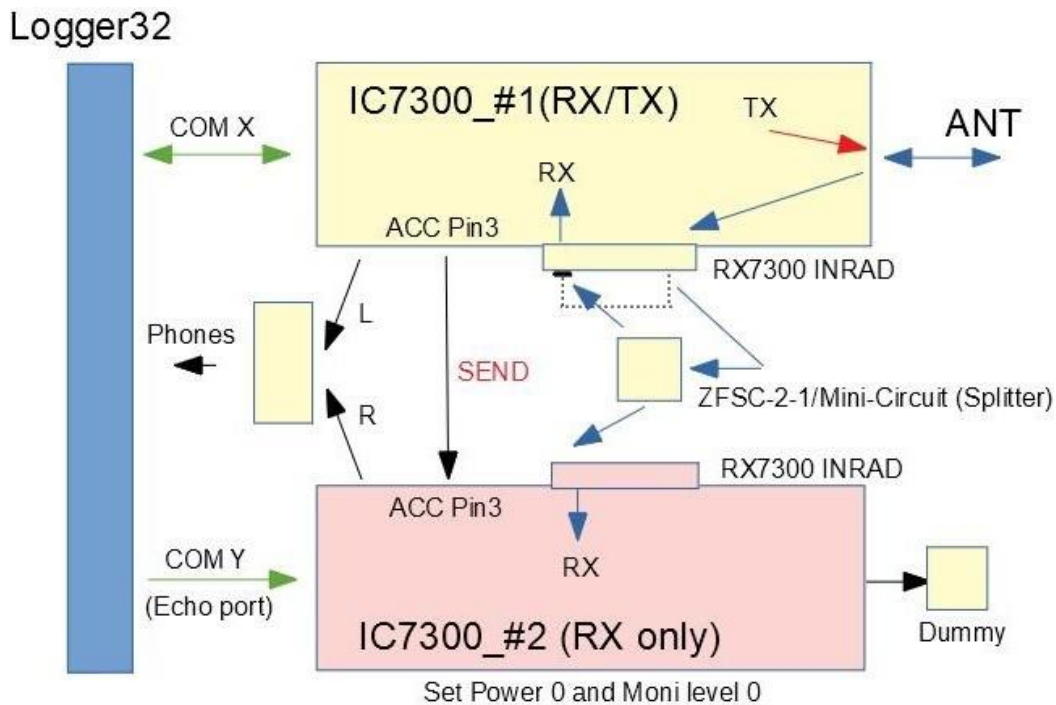 Logger32
IC7300_#1(RX/TX)
TX
ANT
COM X
RX
ACC Pin3
RX7300 INRAD
L
Phones
SEND
ZFSC-2-1/Mini-Circuit (Splitter)
R
RX7300 INRAD
ACC Pin3
COM Y
RX
(Echo port)
IC7300_#2 (RX only)
Dummy
Set Power 0 and Moni level 0